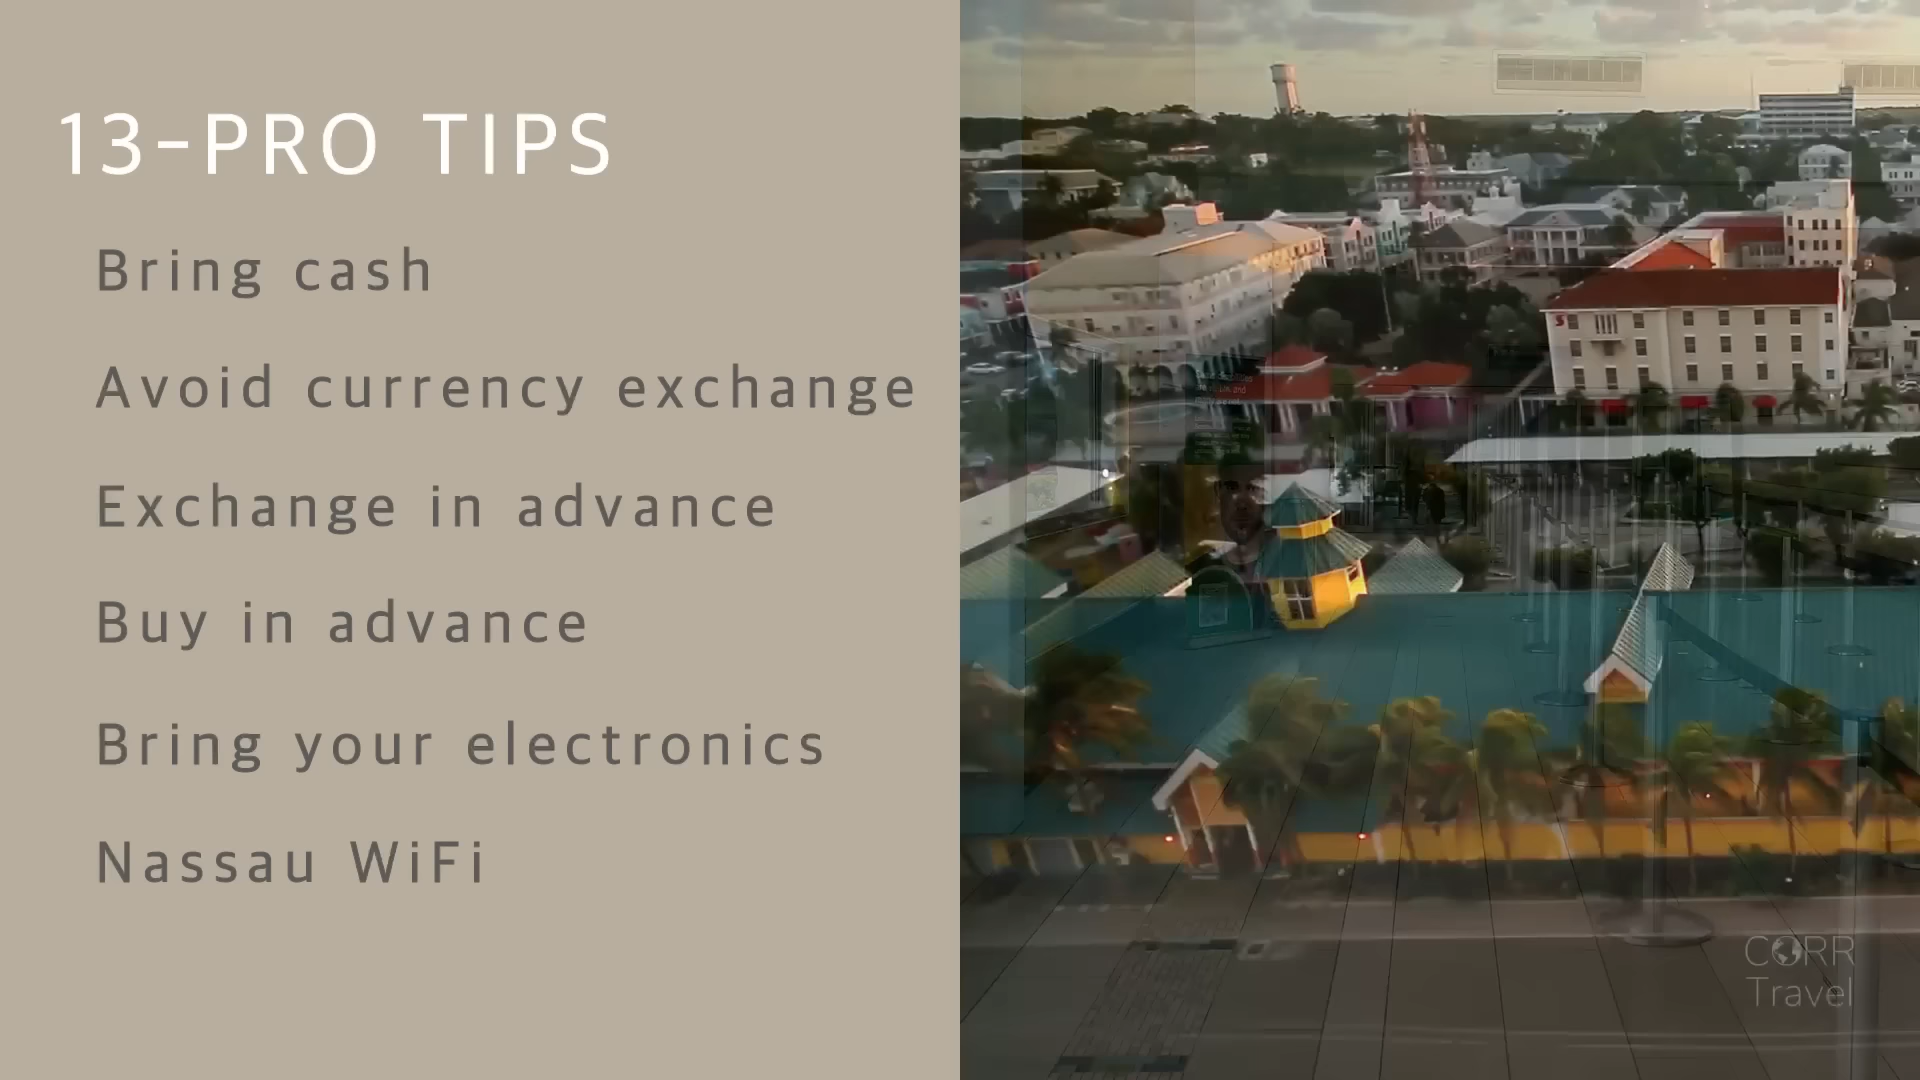 13-PRO TIPS
Bring cash
Avoid currency exchange
Exchange in advance
Buy in advance
Bring your electronics
Nassau WiFi
CORR
Travel